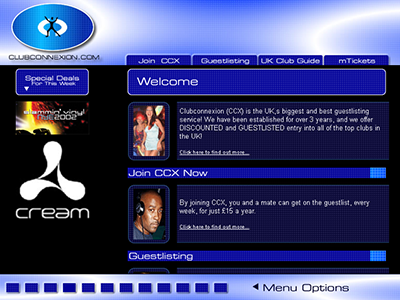 CLUBCONNEXION.COM
Join CCX
Guestlisting
UK Club Guide
mTickets
Special Deals
For This Week
Welcome
slammin' vinyl
2002
Clubconnexion (CCX) is the UK,s biggest and best guestlisting
service! We have been established for over 3 years, and we offer
DISCOUNTED and GUESTLISTED entry into all of the top clubs in
the UK!
Click here to find out more...
cream
Join CCX Now
By joining CCX, you and a mate can get on the guestlist, every
week, for just £15 a year.
Click here to find out more...
Guestlisting
Menu Options